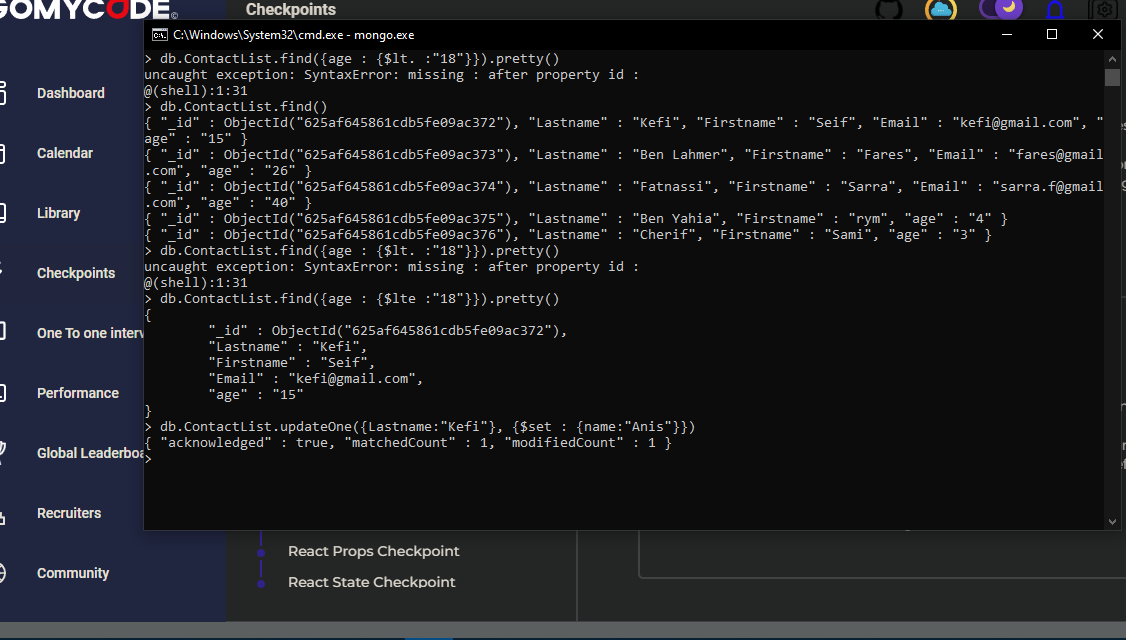 GOMYCODE©
Checkpoints
C:\Windows\System32\cmd.exe - mongo.exe
> db.ContactList.find({age : {$lt. :"18"}}).pretty()
uncaught exception: SyntaxError: missing : after property id :
@(shell):1:31
> db.ContactList.find()
{ "_id" : ObjectId("625af645861cdb5fe09ac372"), "Lastname" : "Kefi", "Firstname" : "Seif", "Email" : "kefi@gmail.com", "
age" : "15" }
{ "_id" : ObjectId("625af645861cdb5fe09ac373"), "Lastname" : "Ben Lahmer", "Firstname" : "Fares", "Email" : "fares@gmail
.com", "age" : "26" }
{ "_id" : ObjectId("625af645861cdb5fe09ac374"), "Lastname" : "Fatnassi", "Firstname" : "Sarra", "Email" : "sarra.f@gmail
.com", "age" : "40" }
{ "_id" : ObjectId("625af645861cdb5fe09ac375"), "Lastname" : "Ben Yahia", "Firstname" : "rym", "age" : "4" }
{ "_id" : ObjectId("625af645861cdb5fe09ac376"), "Lastname" : "Cherif", "Firstname" : "Sami", "age" : "3" }
> db.ContactList.find({age : {$lt. :"18"}}).pretty()
uncaught exception: SyntaxError: missing : after property id :
@(shell):1:31
> db.ContactList.find({age : {$lte :"18"}}).pretty()
{
"_id" : ObjectId("625af645861cdb5fe09ac372"),
"Lastname" : "Kefi",
"Firstname" : "Seif",
"Email" : "kefi@gmail.com",
"age" : "15"
}
> db.ContactList.updateOne({Lastname:"Kefi"}, {$set : {name:"Anis"}})
{ "acknowledged" : true, "matchedCount" : 1, "modifiedCount" : 1 }
>
Dashboard
Calendar
Library
Checkpoints
One To one interv
Performance
Global Leaderboa
Recruiters
Community
React Props Checkpoint
React State Checkpoint